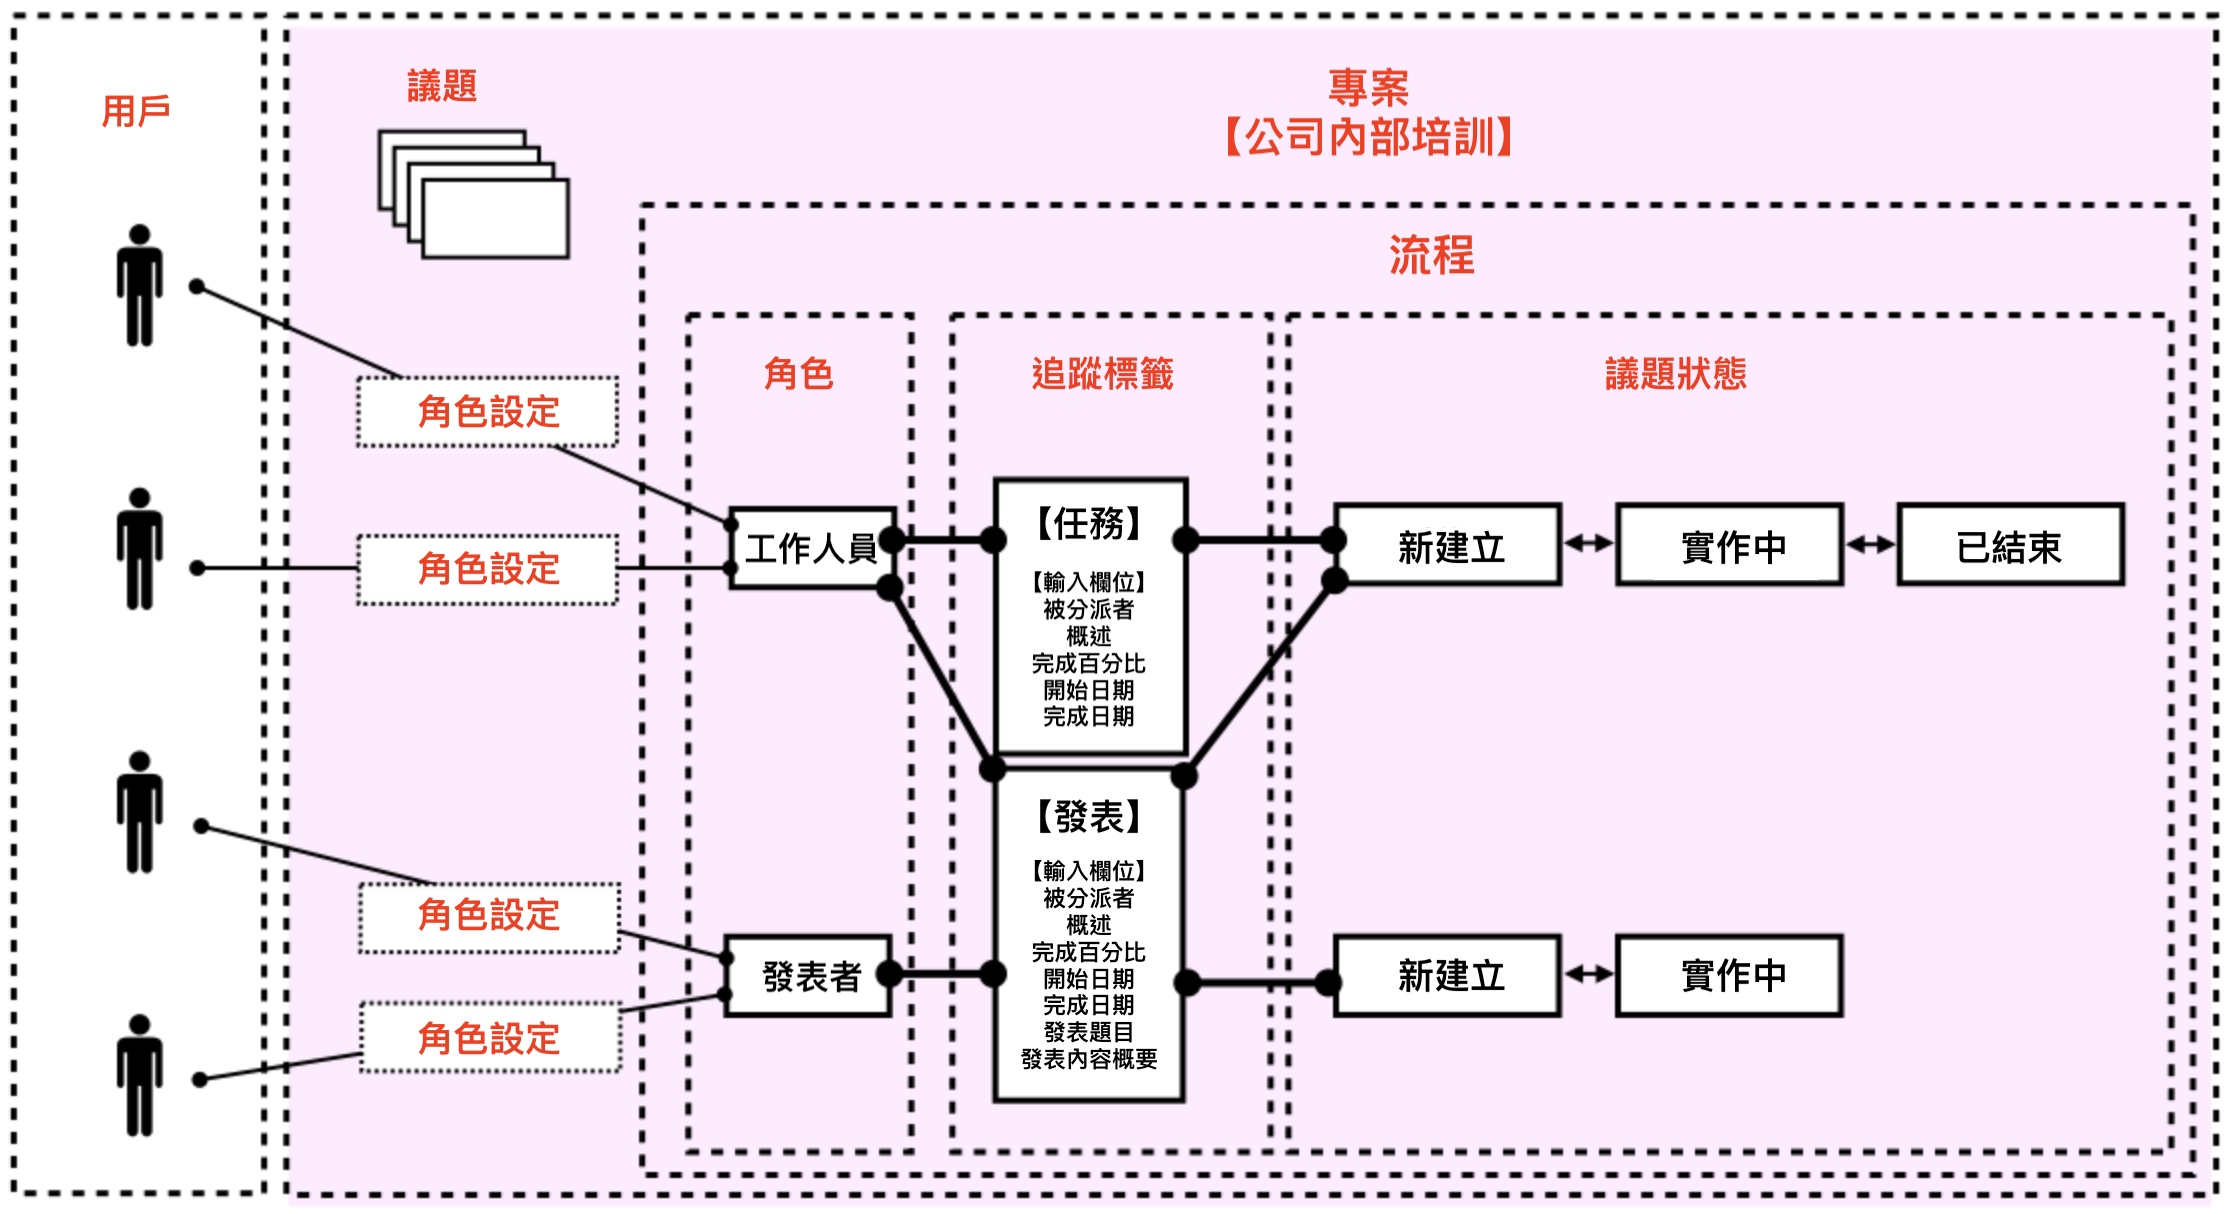 用戶
議題
專案
【公司內部培訓】
流程
角色
追蹤標籤
議題狀態
角色設定
角色設定
角色設定
角色設定
工作人員
發表者
【任務】
【輸入欄位】
被分派者
概述
完成百分比
開始日期
完成日期
【發表】
【輸入欄位】
被分派者
概述
完成百分比
開始日期
完成日期
發表題目
發表內容概要
新建立
實作中
已結束
新建立
實作中